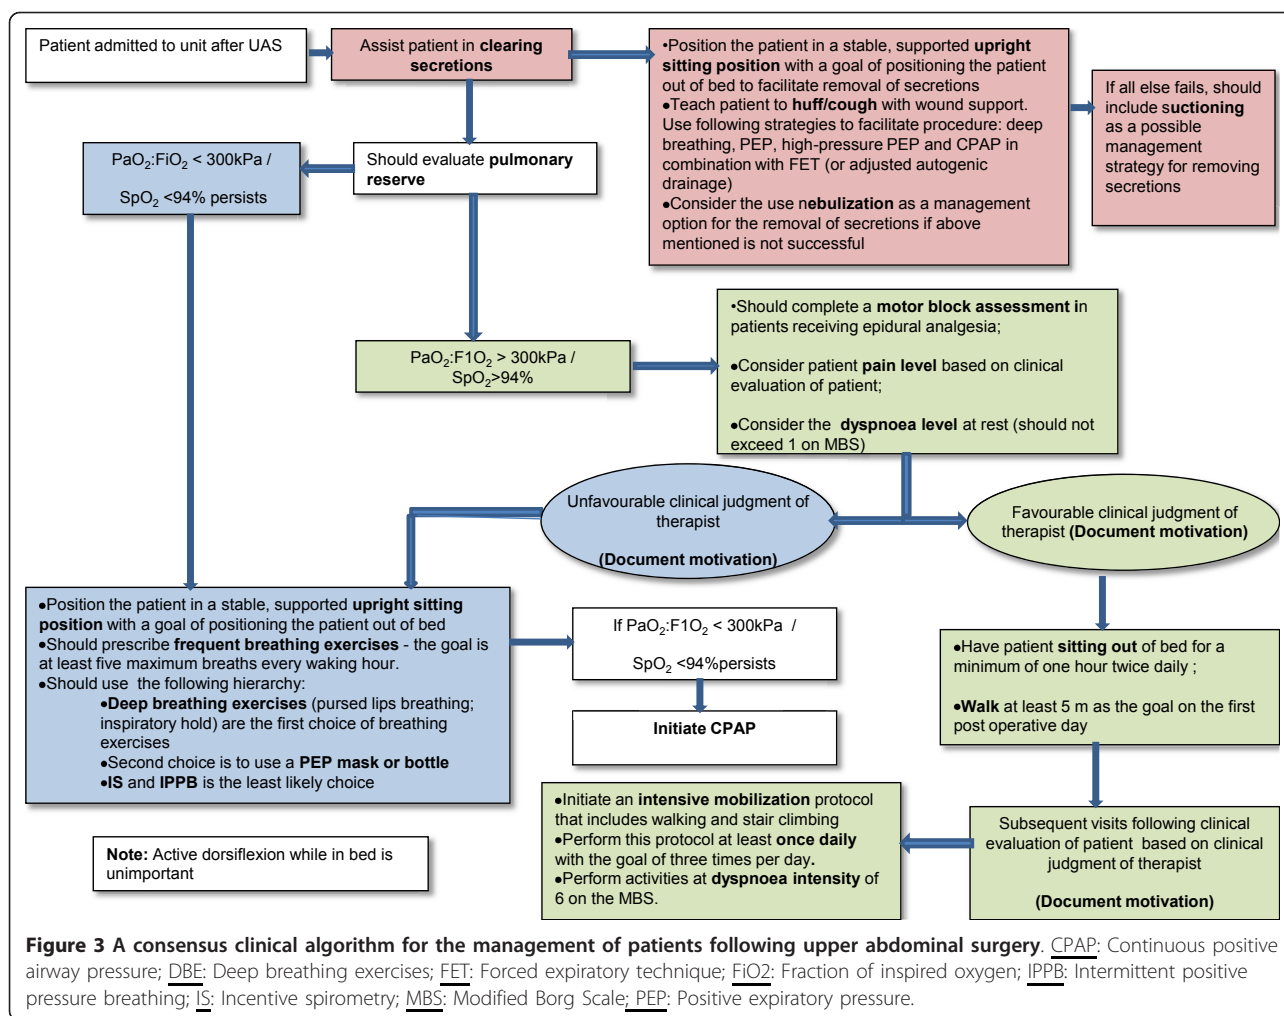 Patient admitted to unit after UAS
Assist patient in clearing
secretions
•Position the patient in a stable, supported upright
sitting position with a goal of positioning the patient
out of bed to facilitate removal of secretions
●Teach patient to huff/cough with wound support.
Use following strategies to facilitate procedure: deep
breathing, PEP, high-pressure PEP and CPAP in
combination with FET (or adjusted autogenic
drainage)
●Consider the use nebulization as a management
option for the removal of secretions if above
mentioned is not successful
If all else fails, should
include suctioning
as a possible
management
strategy for removing
secretions
PaO2:FiO2 < 300kPa /
SpO2 <94% persists
Should evaluate pulmonary
reserve
PaO2:F1O2 > 300kPa /
SpO2>94%
•Should complete a motor block assessment in
patients receiving epidural analgesia;
●Consider patient pain level based on clinical
evaluation of patient;
●Consider the dyspnoea level at rest (should not
exceed 1 on MBS)
Unfavourable clinical judgment of
therapist
(Document motivation)
Favourable clinical judgment of
therapist (Document motivation)
●Position the patient in a stable, supported upright sitting
position with a goal of positioning the patient out of bed
●Should prescribe frequent breathing exercises - the goal is
at least five maximum breaths every waking hour.
●Should use the following hierarchy:
●Deep breathing exercises (pursed lips breathing;
inspiratory hold) are the first choice of breathing
exercises
●Second choice is to use a PEP mask or bottle
●IS and IPPB is the least likely choice
If PaO2:F1O2 < 300kPa /
SpO2 <94%persists
Initiate CPAP
●Have patient sitting out of bed for a
minimum of one hour twice daily ;
●Walk at least 5 m as the goal on the first
post operative day
●Initiate an intensive mobilization protocol
that includes walking and stair climbing
●Perform this protocol at least once daily
with the goal of three times per day.
●Perform activities at dyspnoea intensity of
6 on the MBS.
Subsequent visits following clinical
evaluation of patient based on clinical
judgment of therapist
(Document motivation)
Note: Active dorsiflexion while in bed is
unimportant
Figure 3 A consensus clinical algorithm for the management of patients following upper abdominal surgery. CPAP: Continuous positive
airway pressure; DBE: Deep breathing exercises; FET: Forced expiratory technique; FiO2: Fraction of inspired oxygen; IPPB: Intermittent positive
pressure breathing; IS: Incentive spirometry; MBS: Modified Borg Scale; PEP: Positive expiratory pressure.